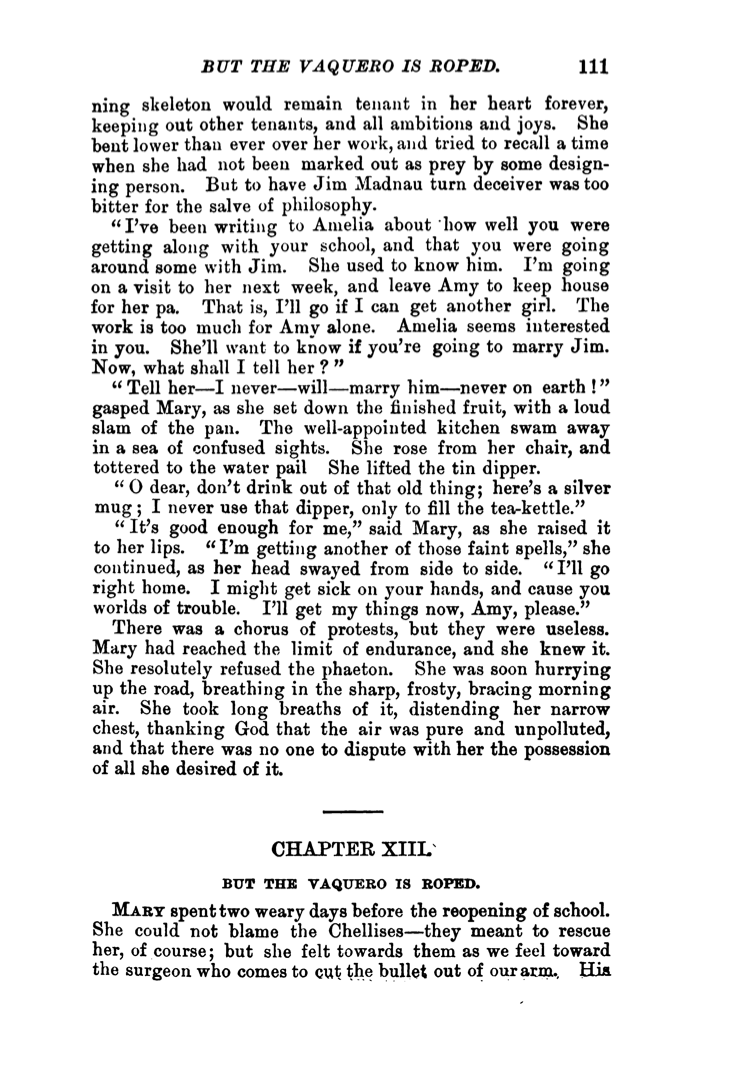 BUT THE VAQUERO IS ROPED. 111
ning skeleton would remain tenant in her heart forever,
keeping out other tenants, and all ambitions and joys. She
bent lower than ever over her work, and tried to recall a time
when she had not been marked out as prey by some design-
ing person. But to have Jim Madnau turn deceiver was too
bitter for the salve of philosophy.
"I've been writing to Amelia about how well you were
getting along with your school, and that you were going
around some with Jim. She used to know him. I'm going
on a visit to her next week, and leave Amy to keep house
for her pa. That is, I'll go if I can get another girl. The
work is too much for Amy alone. Amelia seems interested
in you. She'll want to know if you're going to marry Jim.
Now, what shall I tell her?"
"Tell her—I never—will—marry him—never on earth!"
gasped Mary, as she set down the finished fruit, with a loud
slam of the pan. The well-appointed kitchen swam away
in a sea of confused sights. She rose from her chair, and
tottered to the water pail She lifted the tin dipper.
"O dear, don't drink out of that old thing; here's a silver
mug; I never use that dipper, only to fill the tea-kettle."
"It's good enough for me," said Mary, as she raised it
to her lips. "I'm getting another of those faint spells," she
continued, as her head swayed from side to side. "I'll go
right home. I might get sick on your hands, and cause you
worlds of trouble. I'll get my things now, Amy, please."
There was a chorus of protests, but they were useless.
Mary had reached the limit of endurance, and she knew it.
She resolutely refused the phaeton. She was soon hurrying
up the road, breathing in the sharp, frosty, bracing morning
air. She took long breaths of it, distending her narrow
chest, thanking God that the air was pure and unpolluted,
and that there was no one to dispute with her the possession
of all she desired of it.
CHAPTER XIII.
BUT THE VAQUERO IS ROPED.
MARY spent two weary days before the reopening of school.
She could not blame the Chellises—they meant to rescue
her, of course; but she felt towards them as we feel toward
the surgeon who comes to cut the bullet out of our arm. His